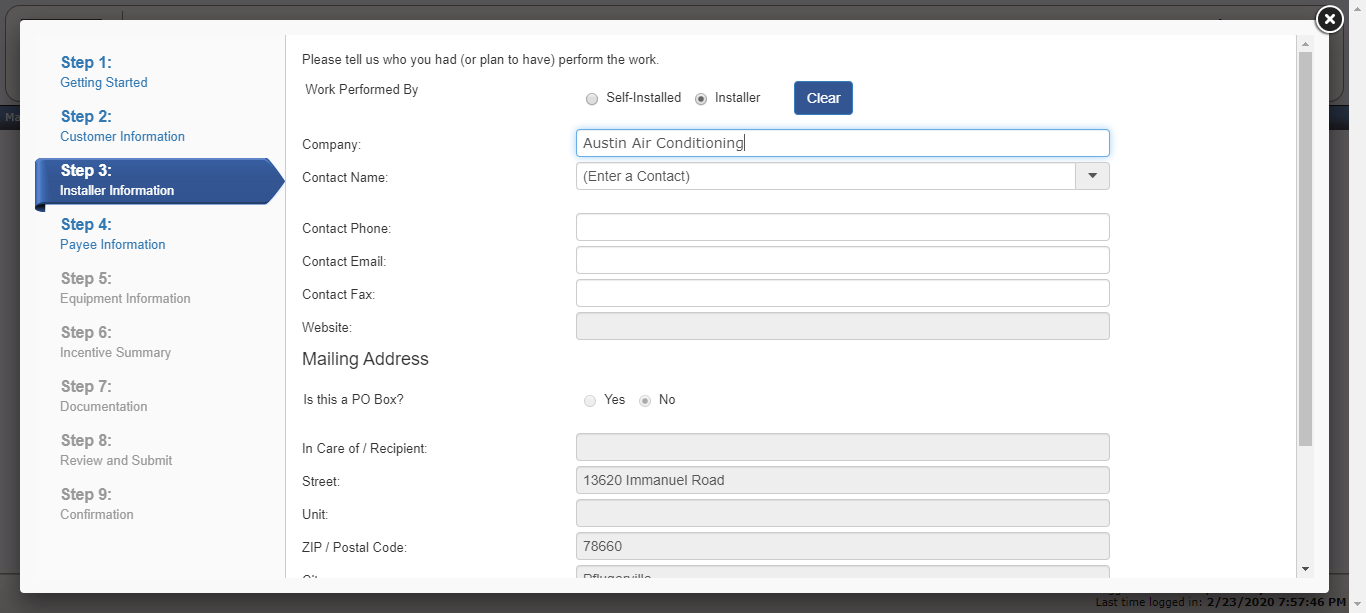 Step 1:
Getting Started
Step 2:
Customer Information
Step 3:
Installer Information
Step 4:
Payee Information
Step 5:
Equipment Information
Step 6:
Incentive Summary
Step 7:
Documentation
Step 8:
Review and Submit
Step 9:
Confirmation
Please tell us who you had (or plan to have) perform the work.
Work Performed By Self-Installed Installer Clear
Company: Austin Air Conditioning
Contact Name: (Enter a Contact)
Contact Phone:
Contact Email:
Contact Fax:
Website:
Mailing Address
Is this a PO Box? Yes No
In Care of / Recipient:
Street: 13620 Immanuel Road
Unit:
ZIP / Postal Code: 78660
Last time logged in: 2/23/2020 7:57:46 PM